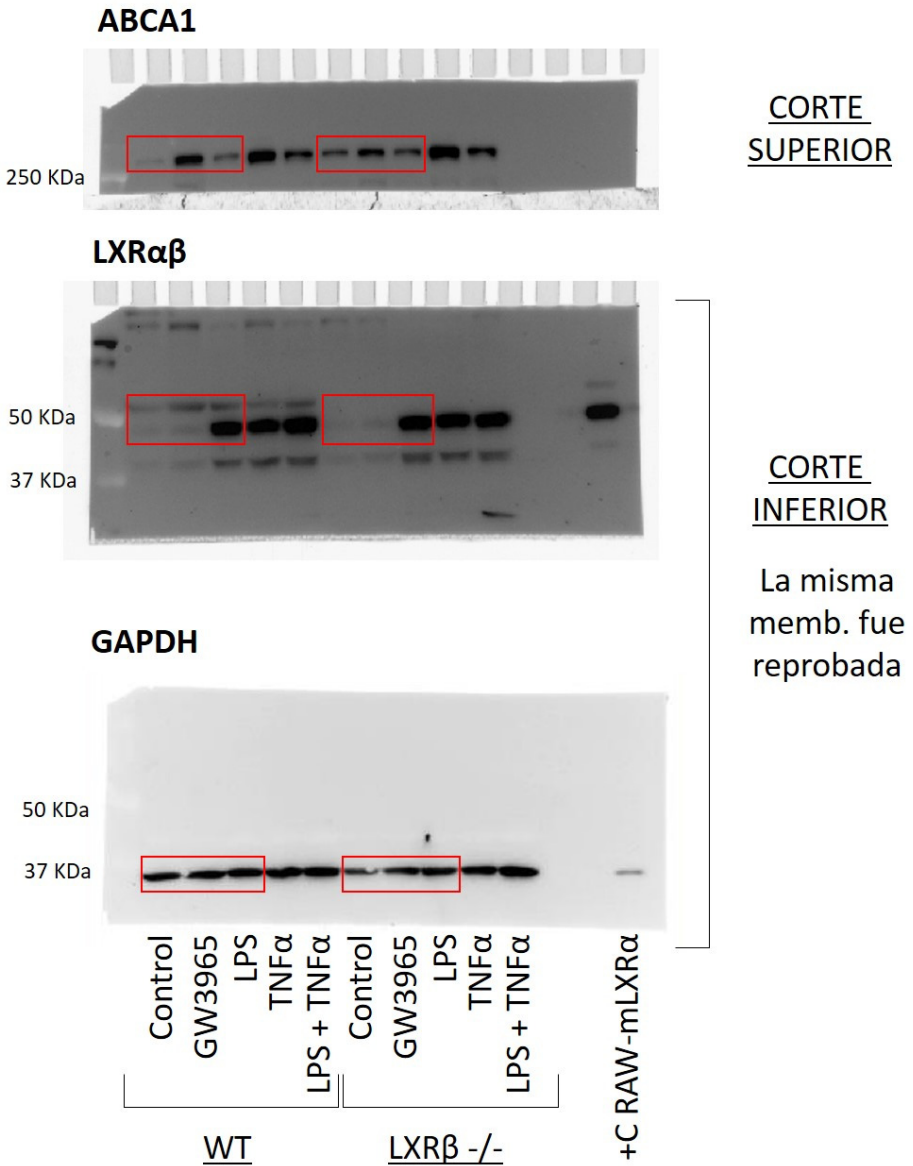 ABCA1
250 KDa
CORTE
SUPERIOR
LXRαβ
50 KDa
37 KDa
CORTE
INFERIOR
La misma
memb. fue
reprobada
GAPDH
50 KDa
37 KDa
Control
GW3965
LPS
TNFα
LPS + TNFα
Control
GW3965
LPS
TNFα
LPS + TNFα
+C RAW-mLXRα
WT
LXRβ -/-